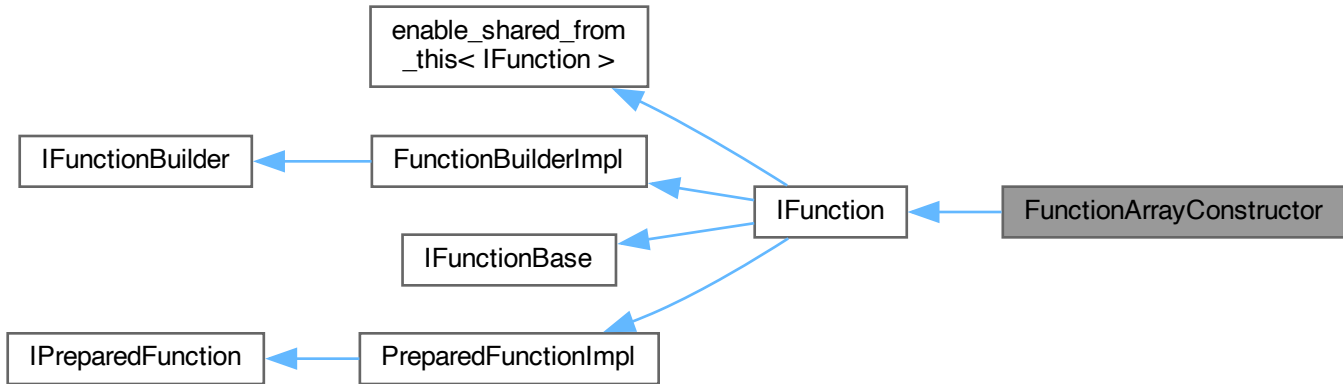 enable_shared_from
_this< IFunction >
IFunctionBuilder
FunctionBuilderImpl
IFunction
FunctionArrayConstructor
IFunctionBase
IPreparedFunction
PreparedFunctionImpl